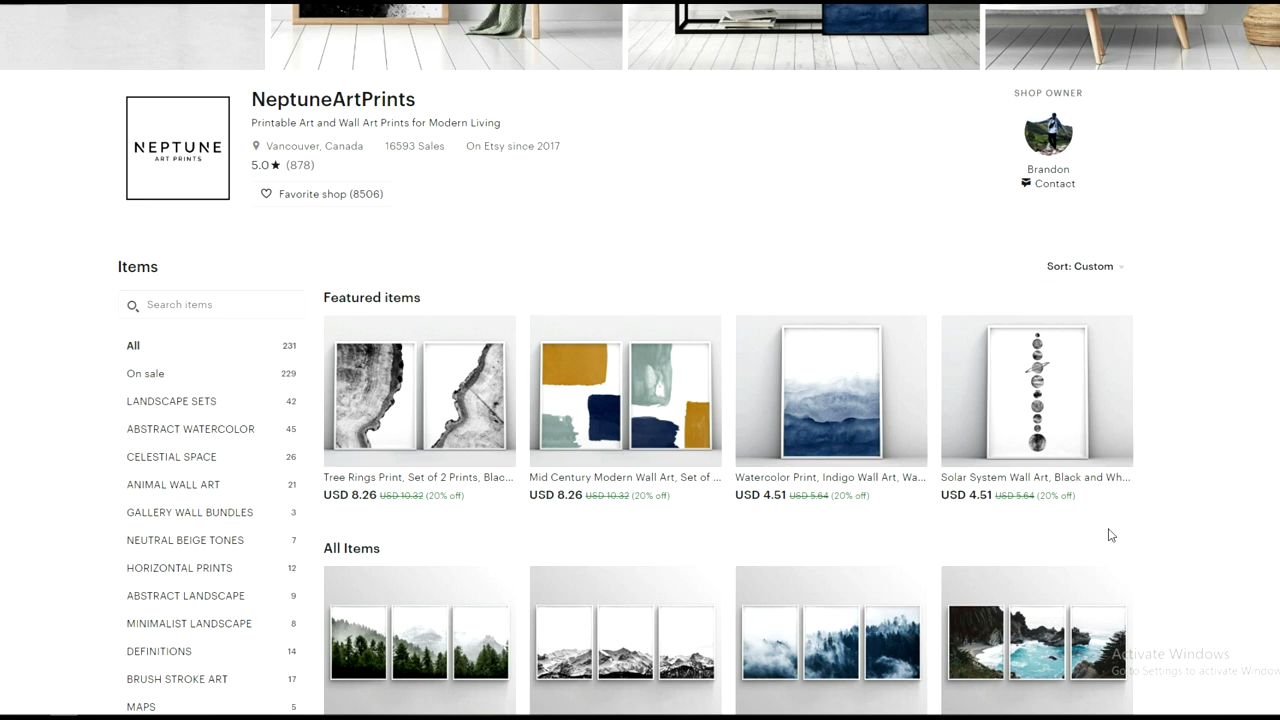 NeptuneArtPrints
Printable Art and Wall Art Prints for Modern Living
Vancouver, Canada 16593 Sales On Etsy since 2017
5.0★ (878)
Favorite shop (8506)
NEPTUNE
ART PRINTS
SHOP OWNER
Brandon
Contact
Items
Sort: Custom
Search items
All 231
On sale 229
LANDSCAPE SETS 42
ABSTRACT WATERCOLOR 45
CELESTIAL SPACE 26
ANIMAL WALL ART 21
GALLERY WALL BUNDLES 3
NEUTRAL BEIGE TONES 7
HORIZONTAL PRINTS 12
ABSTRACT LANDSCAPE 9
MINIMALIST LANDSCAPE 8
DEFINITIONS 14
BRUSH STROKE ART 17
MAPS 5
Featured items
Tree Rings Print, Set of 2 Prints, Blac...
USD 8.26 USD 10.32 (20% off)
Mid Century Modern Wall Art, Set of ...
USD 8.26 USD 10.32 (20% off)
Watercolor Print, Indigo Wall Art, Wa...
USD 4.51 USD 5.64 (20% off)
Solar System Wall Art, Black and Wh...
USD 4.51 USD 5.64 (20% off)
All Items
Activate Windows
Go to Settings to activate Window